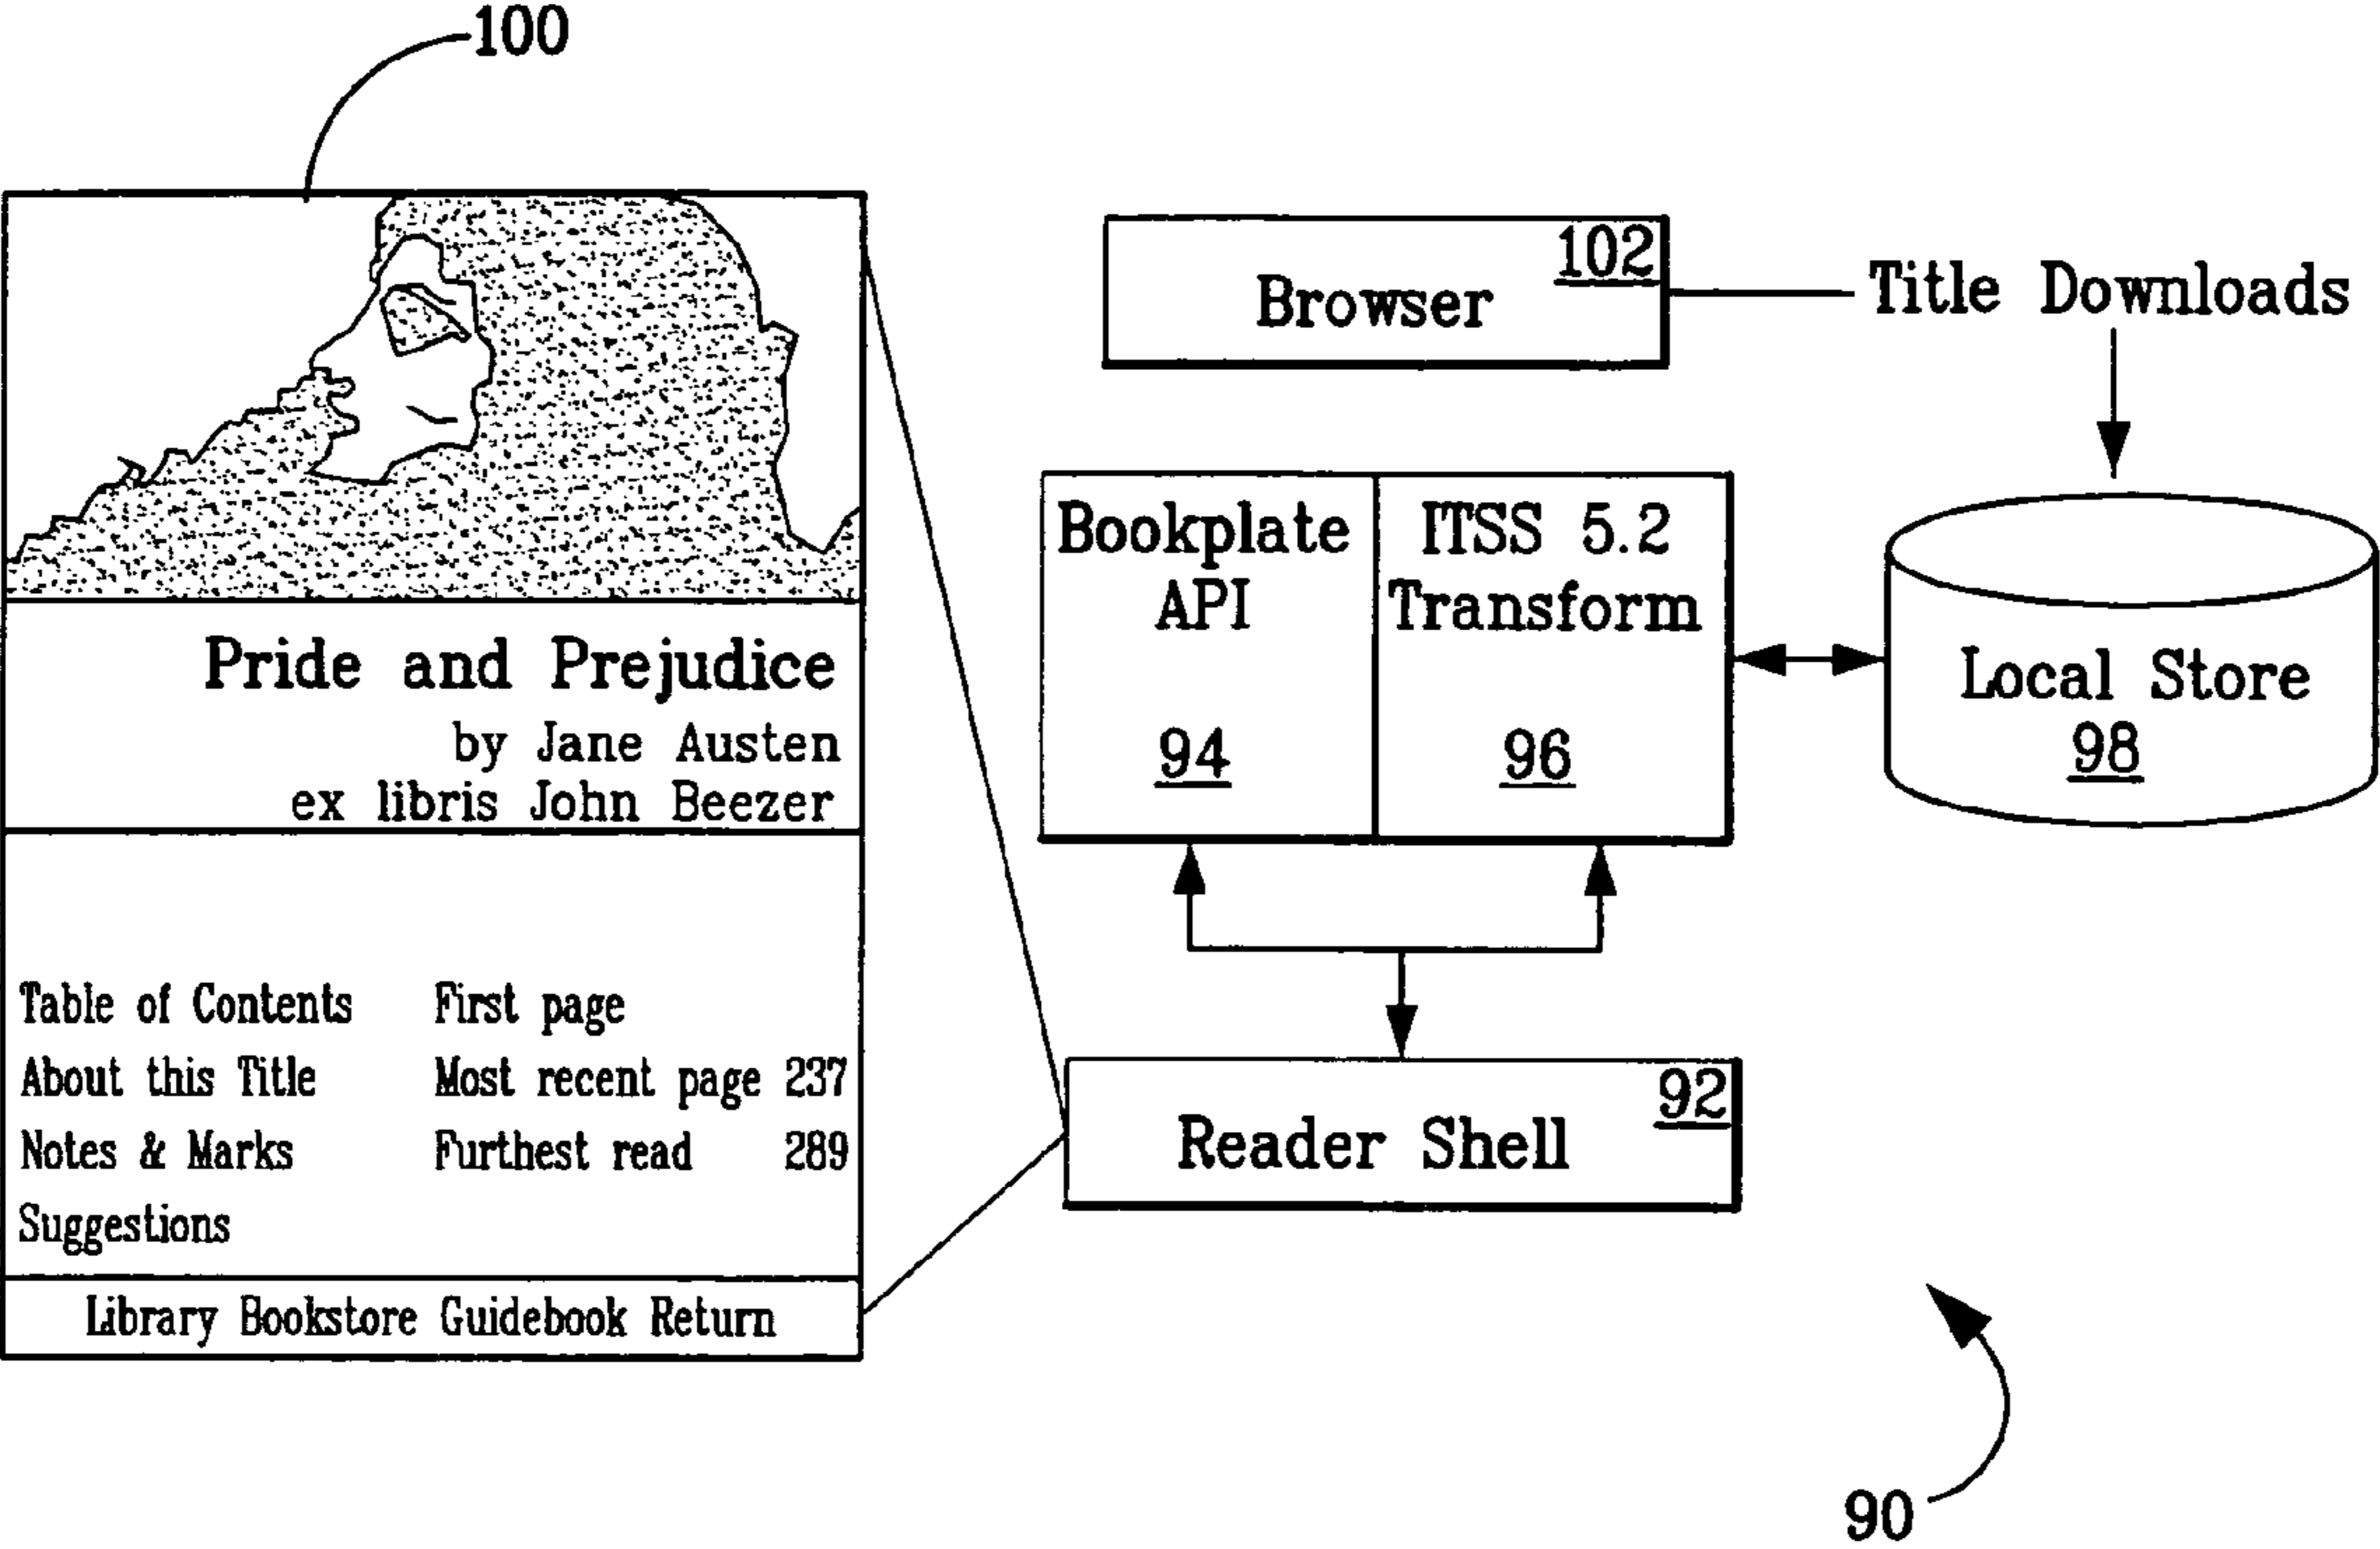 100
Pride and Prejudice
by Jane Austen
ex libris John Beezer
Table of Contents First page
About this Title Most recent page 237
Notes & Marks Furthest read 289
Suggestions
Library Bookstore Guidebook Return
102
Browser
Title Downloads
Bookplate
API
94
ITSS 5.2
Transform
96
Local Store
98
92
Reader Shell
90